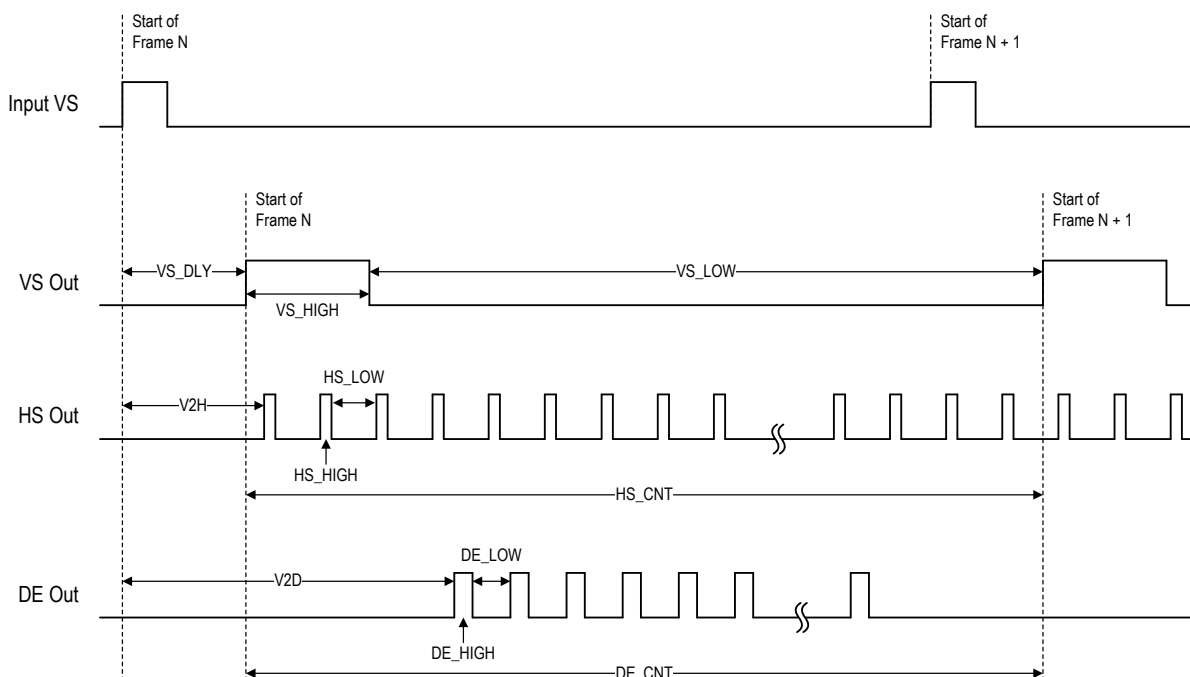 Start of
Frame N
Start of
Frame N + 1
Input VS
Start of
Frame N
Start of
Frame N + 1
VS_DLY
VS_LOW
VS Out
VS_HIGH
HS_LOW
V2H
HS Out
HS_HIGH
HS_CNT
DE_LOW
V2D
DE Out
DE_HIGH
DE_CNT